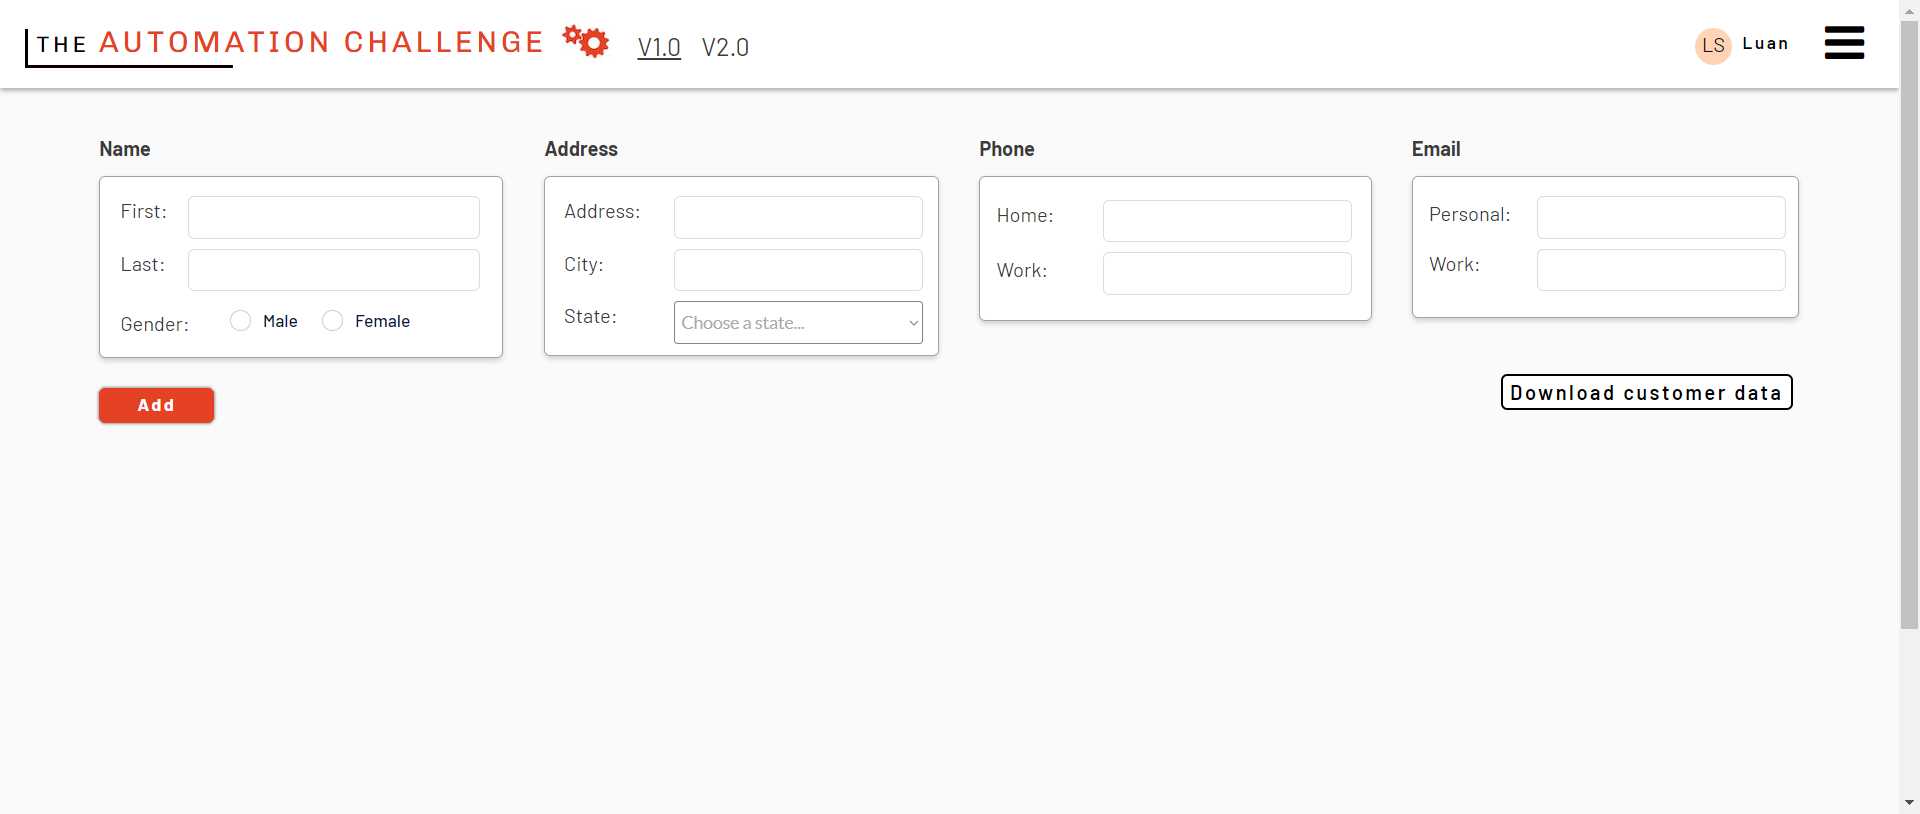 THE AUTOMATION CHALLENGE V1.0 V2.0 LS Luan
Name
First:
Last:
Gender: Male Female
Address
Address:
City:
State: Choose a state...
Phone
Home:
Work:
Email
Personal:
Work:
Add
Download customer data